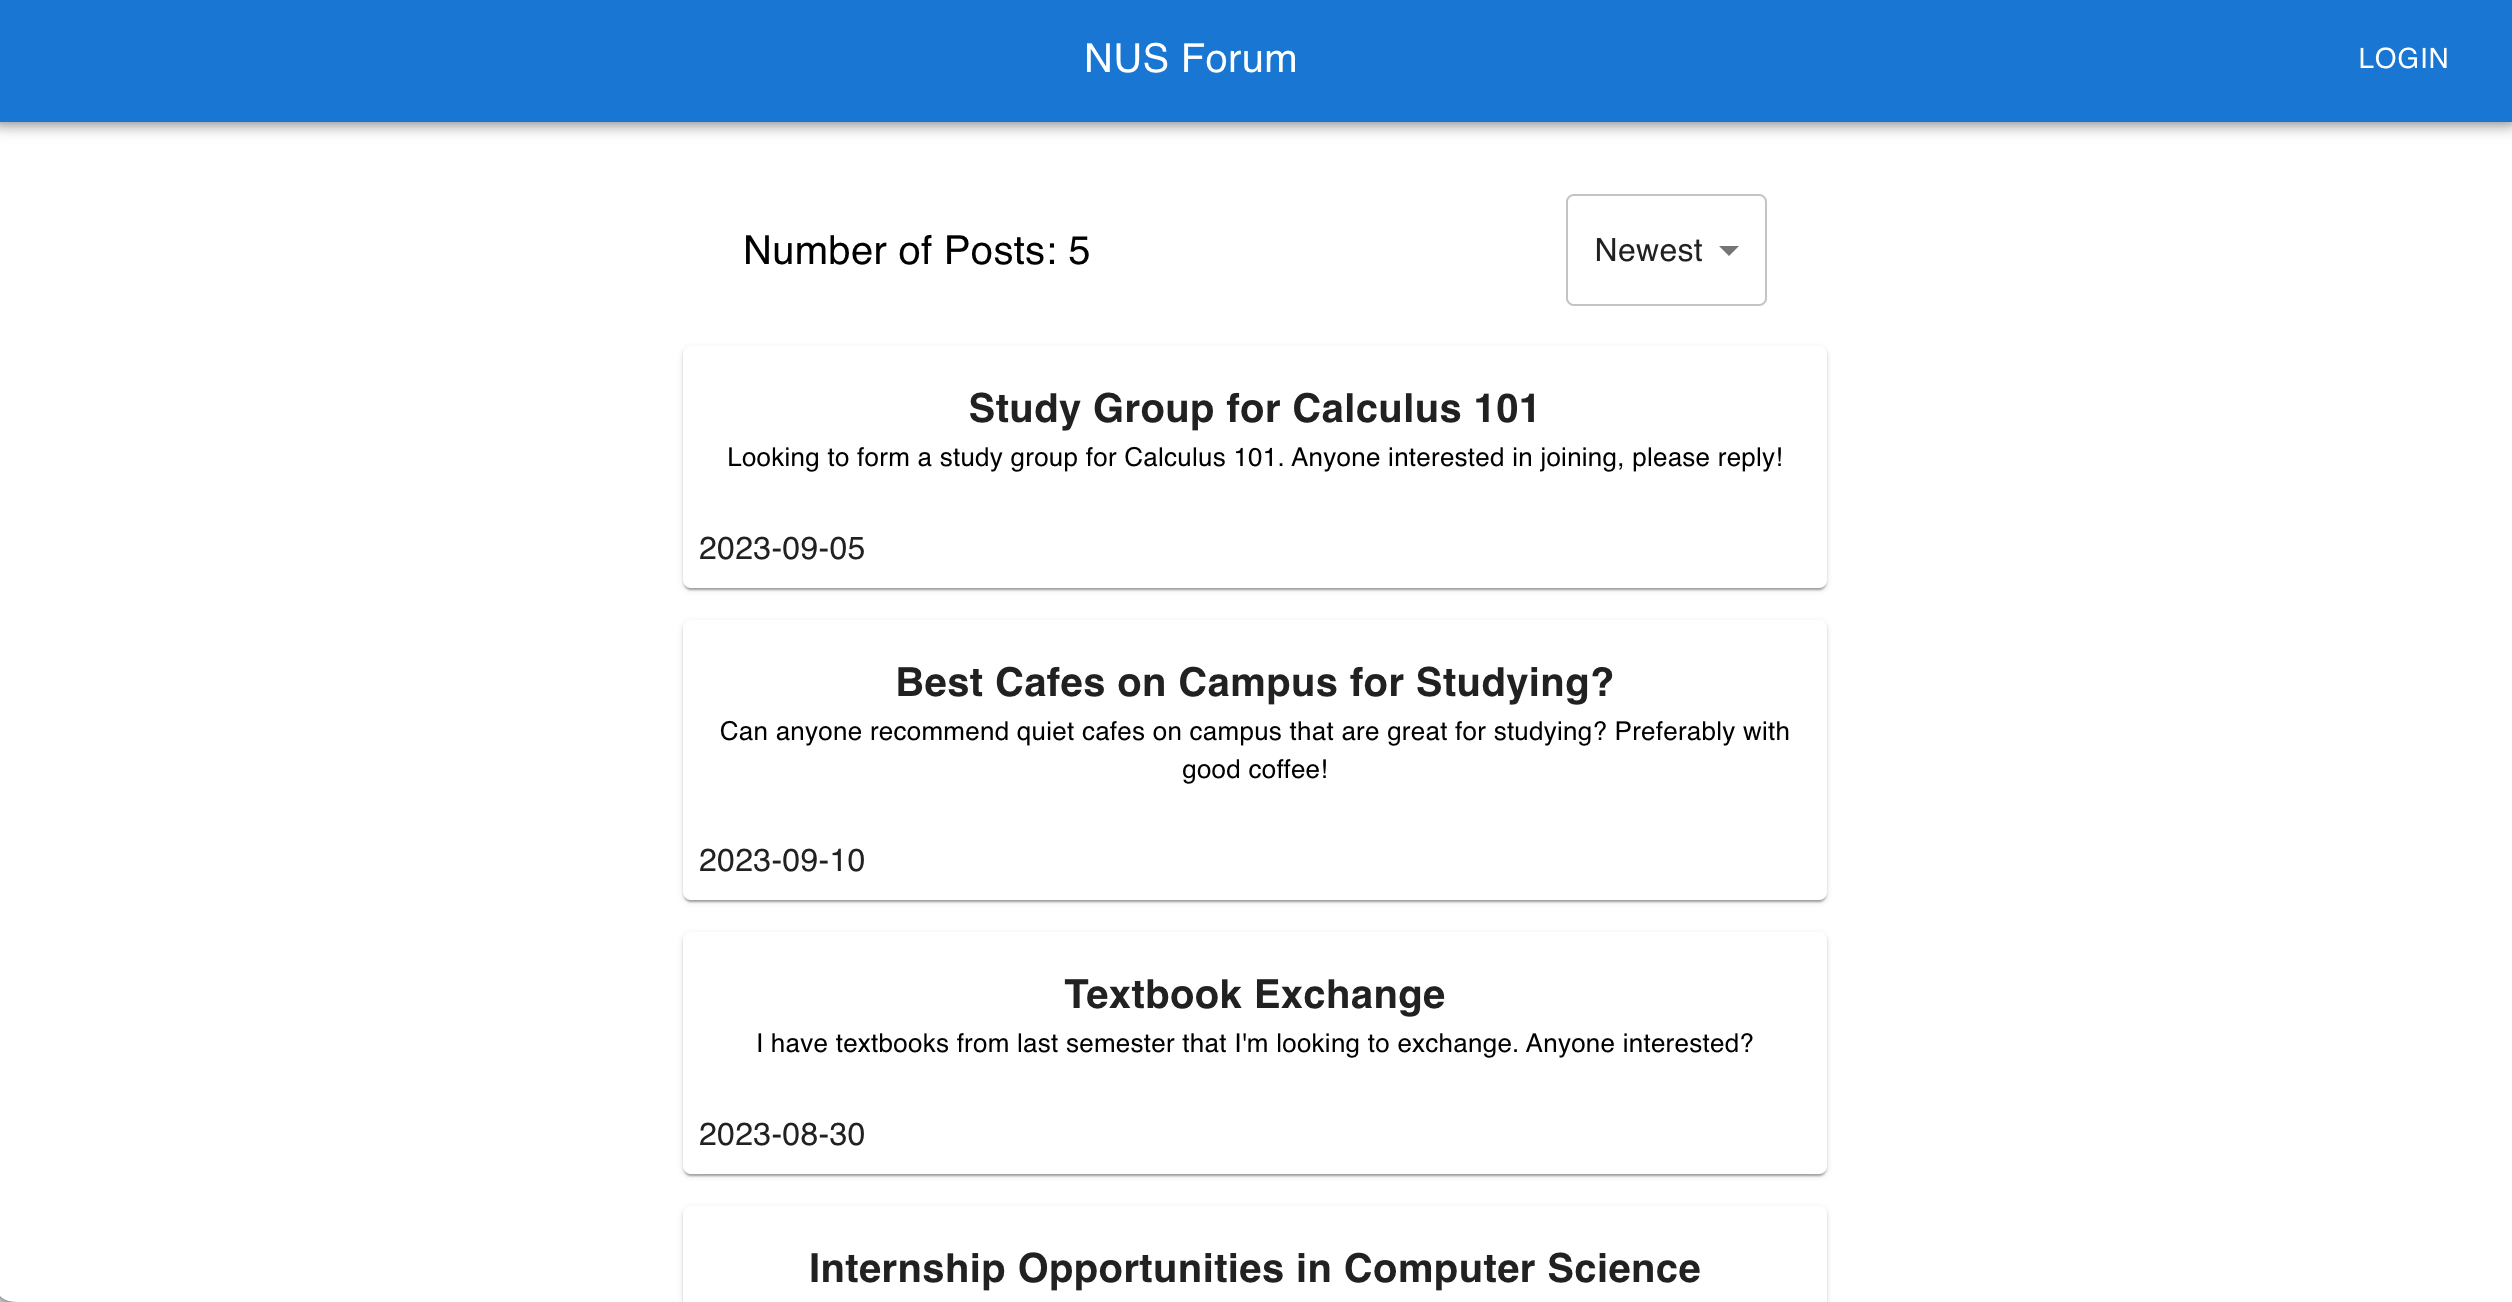 NUS Forum
LOGIN
Number of Posts: 5
Newest
Study Group for Calculus 101
Looking to form a study group for Calculus 101. Anyone interested in joining, please reply!
2023-09-05
Best Cafes on Campus for Studying?
Can anyone recommend quiet cafes on campus that are great for studying? Preferably with
good coffee!
2023-09-10
Textbook Exchange
I have textbooks from last semester that I'm looking to exchange. Anyone interested?
2023-08-30
Internship Opportunities in Computer Science